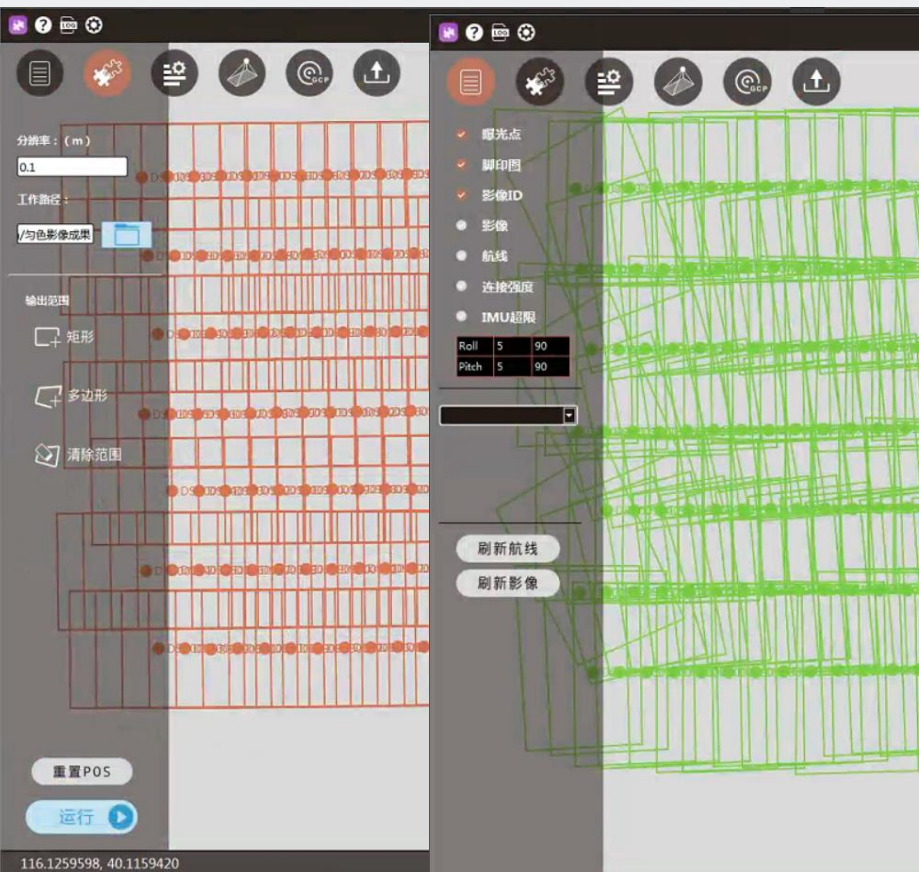 LOG
GCP
分辨率：（m）
0.1
工作路径：
/匀色影像成果
输出范围
矩形
多边形
清除范围
重置POS
运行
116.1259598, 40.1159420
LOG
GCP
曝光点
脚印图
影像ID
影像
航线
连接强度
IMU超限
Roll 5 90
Pitch 5 90
刷新航线
刷新影像